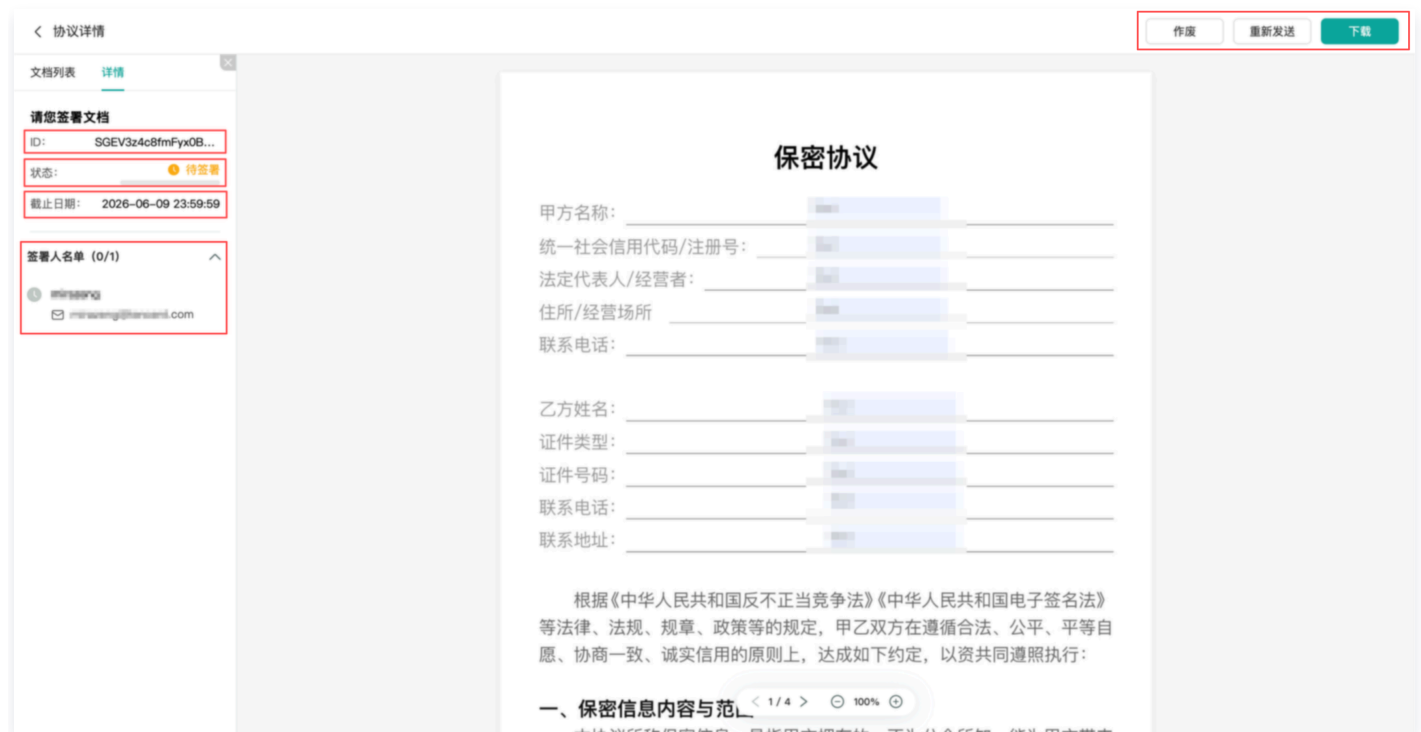 协议详情
作废
重新发送
下载
文档列表
详情
请您签署文档
ID: SGEV3z4c8fmFyx0B...
状态: 待签署
截止日期: 2026-06-09 23:59:59
签署人名单（0/1）
.com
保密协议
甲方名称：
统一社会信用代码/注册号：
法定代表人/经营者：
住所/经营场所
联系电话：
乙方姓名：
证件类型：
证件号码：
联系电话：
联系地址：
根据《中华人民共和国反不正当竞争法》《中华人民共和国电子签名法》
等法律、法规、规章、政策等的规定，甲乙双方在遵循合法、公平、平等自
愿、协商一致、诚实信用的原则上，达成如下约定，以资共同遵照执行：
一、保密信息内容与范
1 / 4
100%